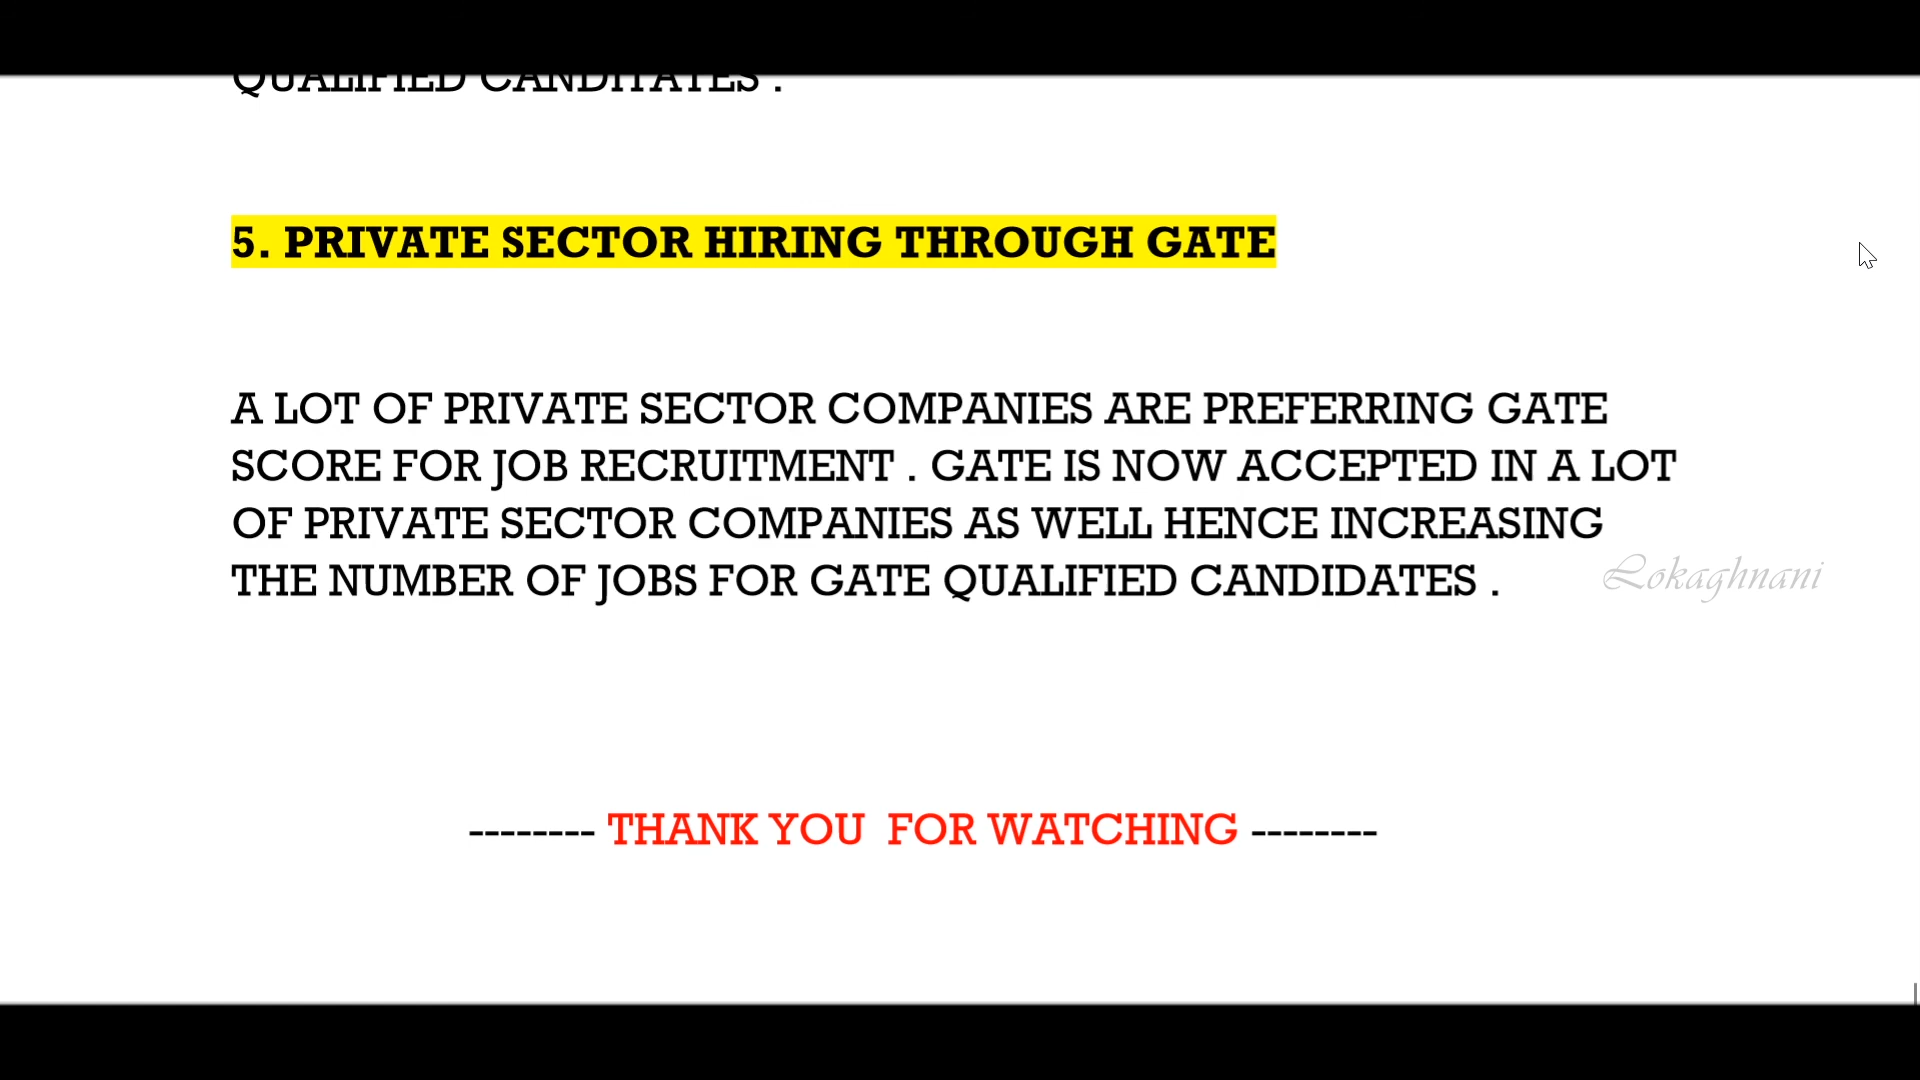 QUALIFIED CANDITATES .
5. PRIVATE SECTOR HIRING THROUGH GATE
A LOT OF PRIVATE SECTOR COMPANIES ARE PREFERRING GATE
SCORE FOR JOB RECRUITMENT . GATE IS NOW ACCEPTED IN A LOT
OF PRIVATE SECTOR COMPANIES AS WELL HENCE INCREASING
THE NUMBER OF JOBS FOR GATE QUALIFIED CANDIDATES .
Lokaghnani
-------- THANK YOU  FOR WATCHING --------